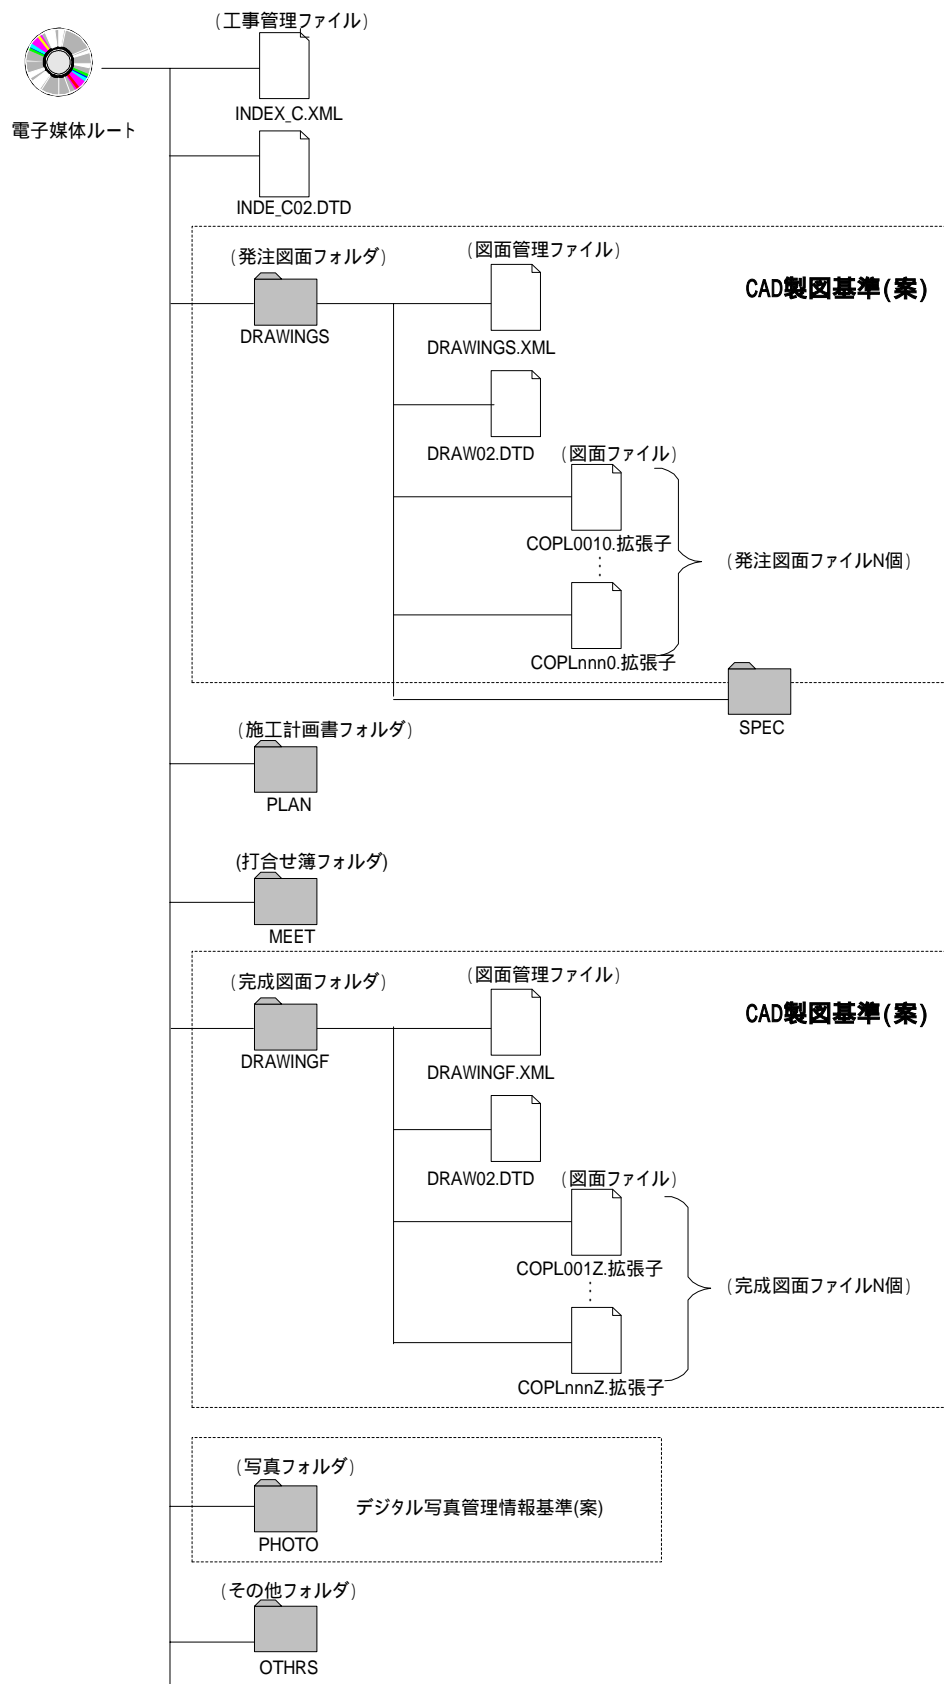 (工事管理ファイル)
INDEX_C.XML
電子媒体ルート
INDE_C02.DTD
(発注図面フォルダ)
(図面管理ファイル)
CAD製図基準(案)
DRAWINGS
DRAWINGS.XML
DRAW02.DTD
(図面ファイル)
COPL0010.拡張子
(発注図面ファイルN個)
COPLnnn0.拡張子
SPEC
(施工計画書フォルダ)
PLAN
(打合せ簿フォルダ)
MEET
(完成図面フォルダ)
(図面管理ファイル)
CAD製図基準(案)
DRAWINGF
DRAWINGF.XML
DRAW02.DTD
(図面ファイル)
COPL001Z.拡張子
(完成図面ファイルN個)
COPLnnnZ.拡張子
(写真フォルダ)
デジタル写真管理情報基準(案)
PHOTO
(その他フォルダ)
OTHRS